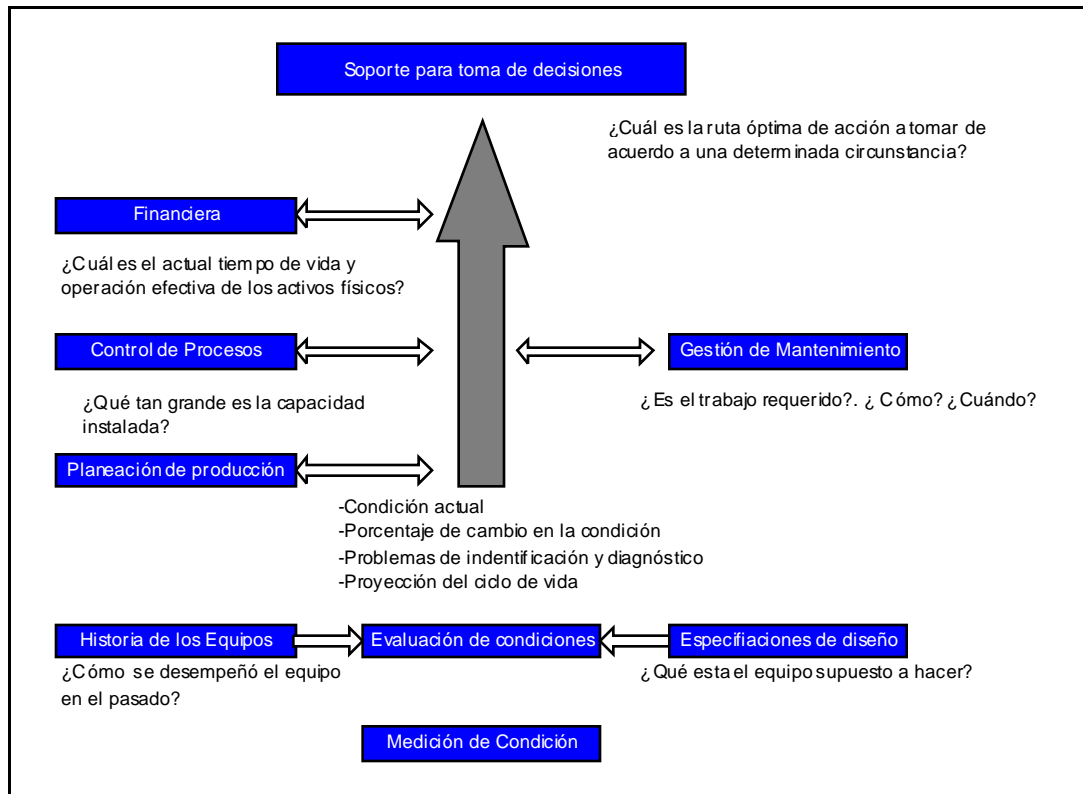 Soporte para toma de decisiones
¿Cuál es la ruta óptima de acción a tomar de
acuerdo a una determinada circunstancia?
Financiera
¿Cuál es el actual tiempo de vida y
operación efectiva de los activos físicos?
Control de Procesos
Gestión de Mantenimiento
¿Qué tan grande es la capacidad
instalada?
¿Es el trabajo requerido?. ¿ Cómo? ¿Cuándo?
Planeación de producción
-Condición actual
-Porcentaje de cambio en la condición
-Problemas de indentificación y diagnóstico
-Proyección del ciclo de vida
Historia de los Equipos
Evaluación de condiciones
Especifiaciones de diseño
¿Cómo se desempeñó el equipo
en el pasado?
¿Qué esta el equipo supuesto a hacer?
Medición de Condición